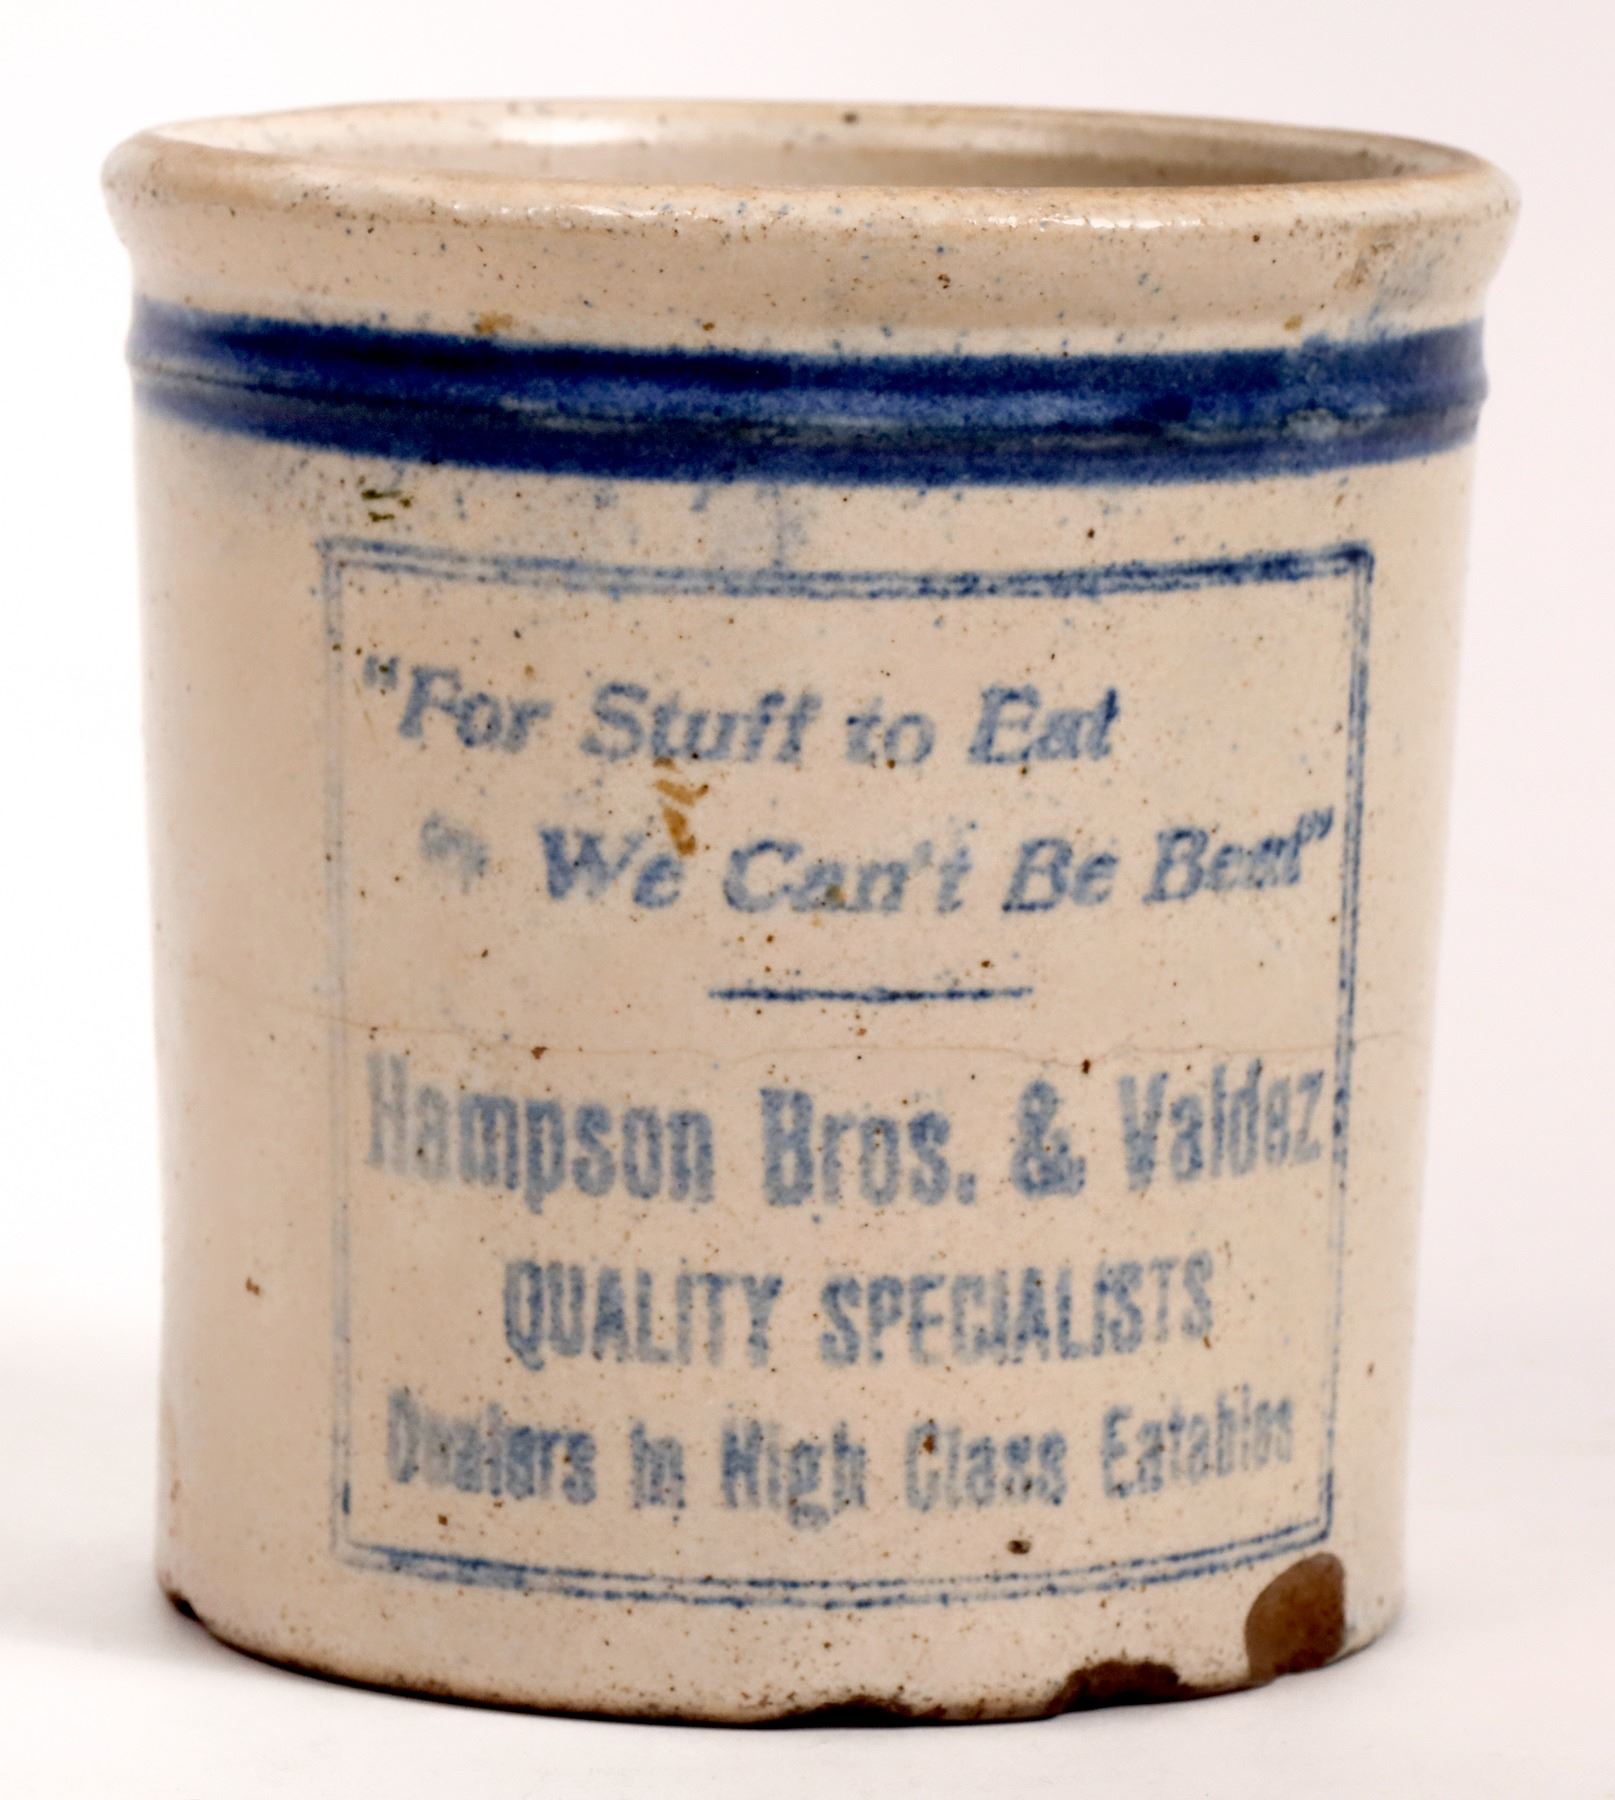 "For Stuff to Eat
We Can't Be Beat"
Hampson Bros. & Valdez
QUALITY SPECIALISTS
Dealers in High Class Eatables